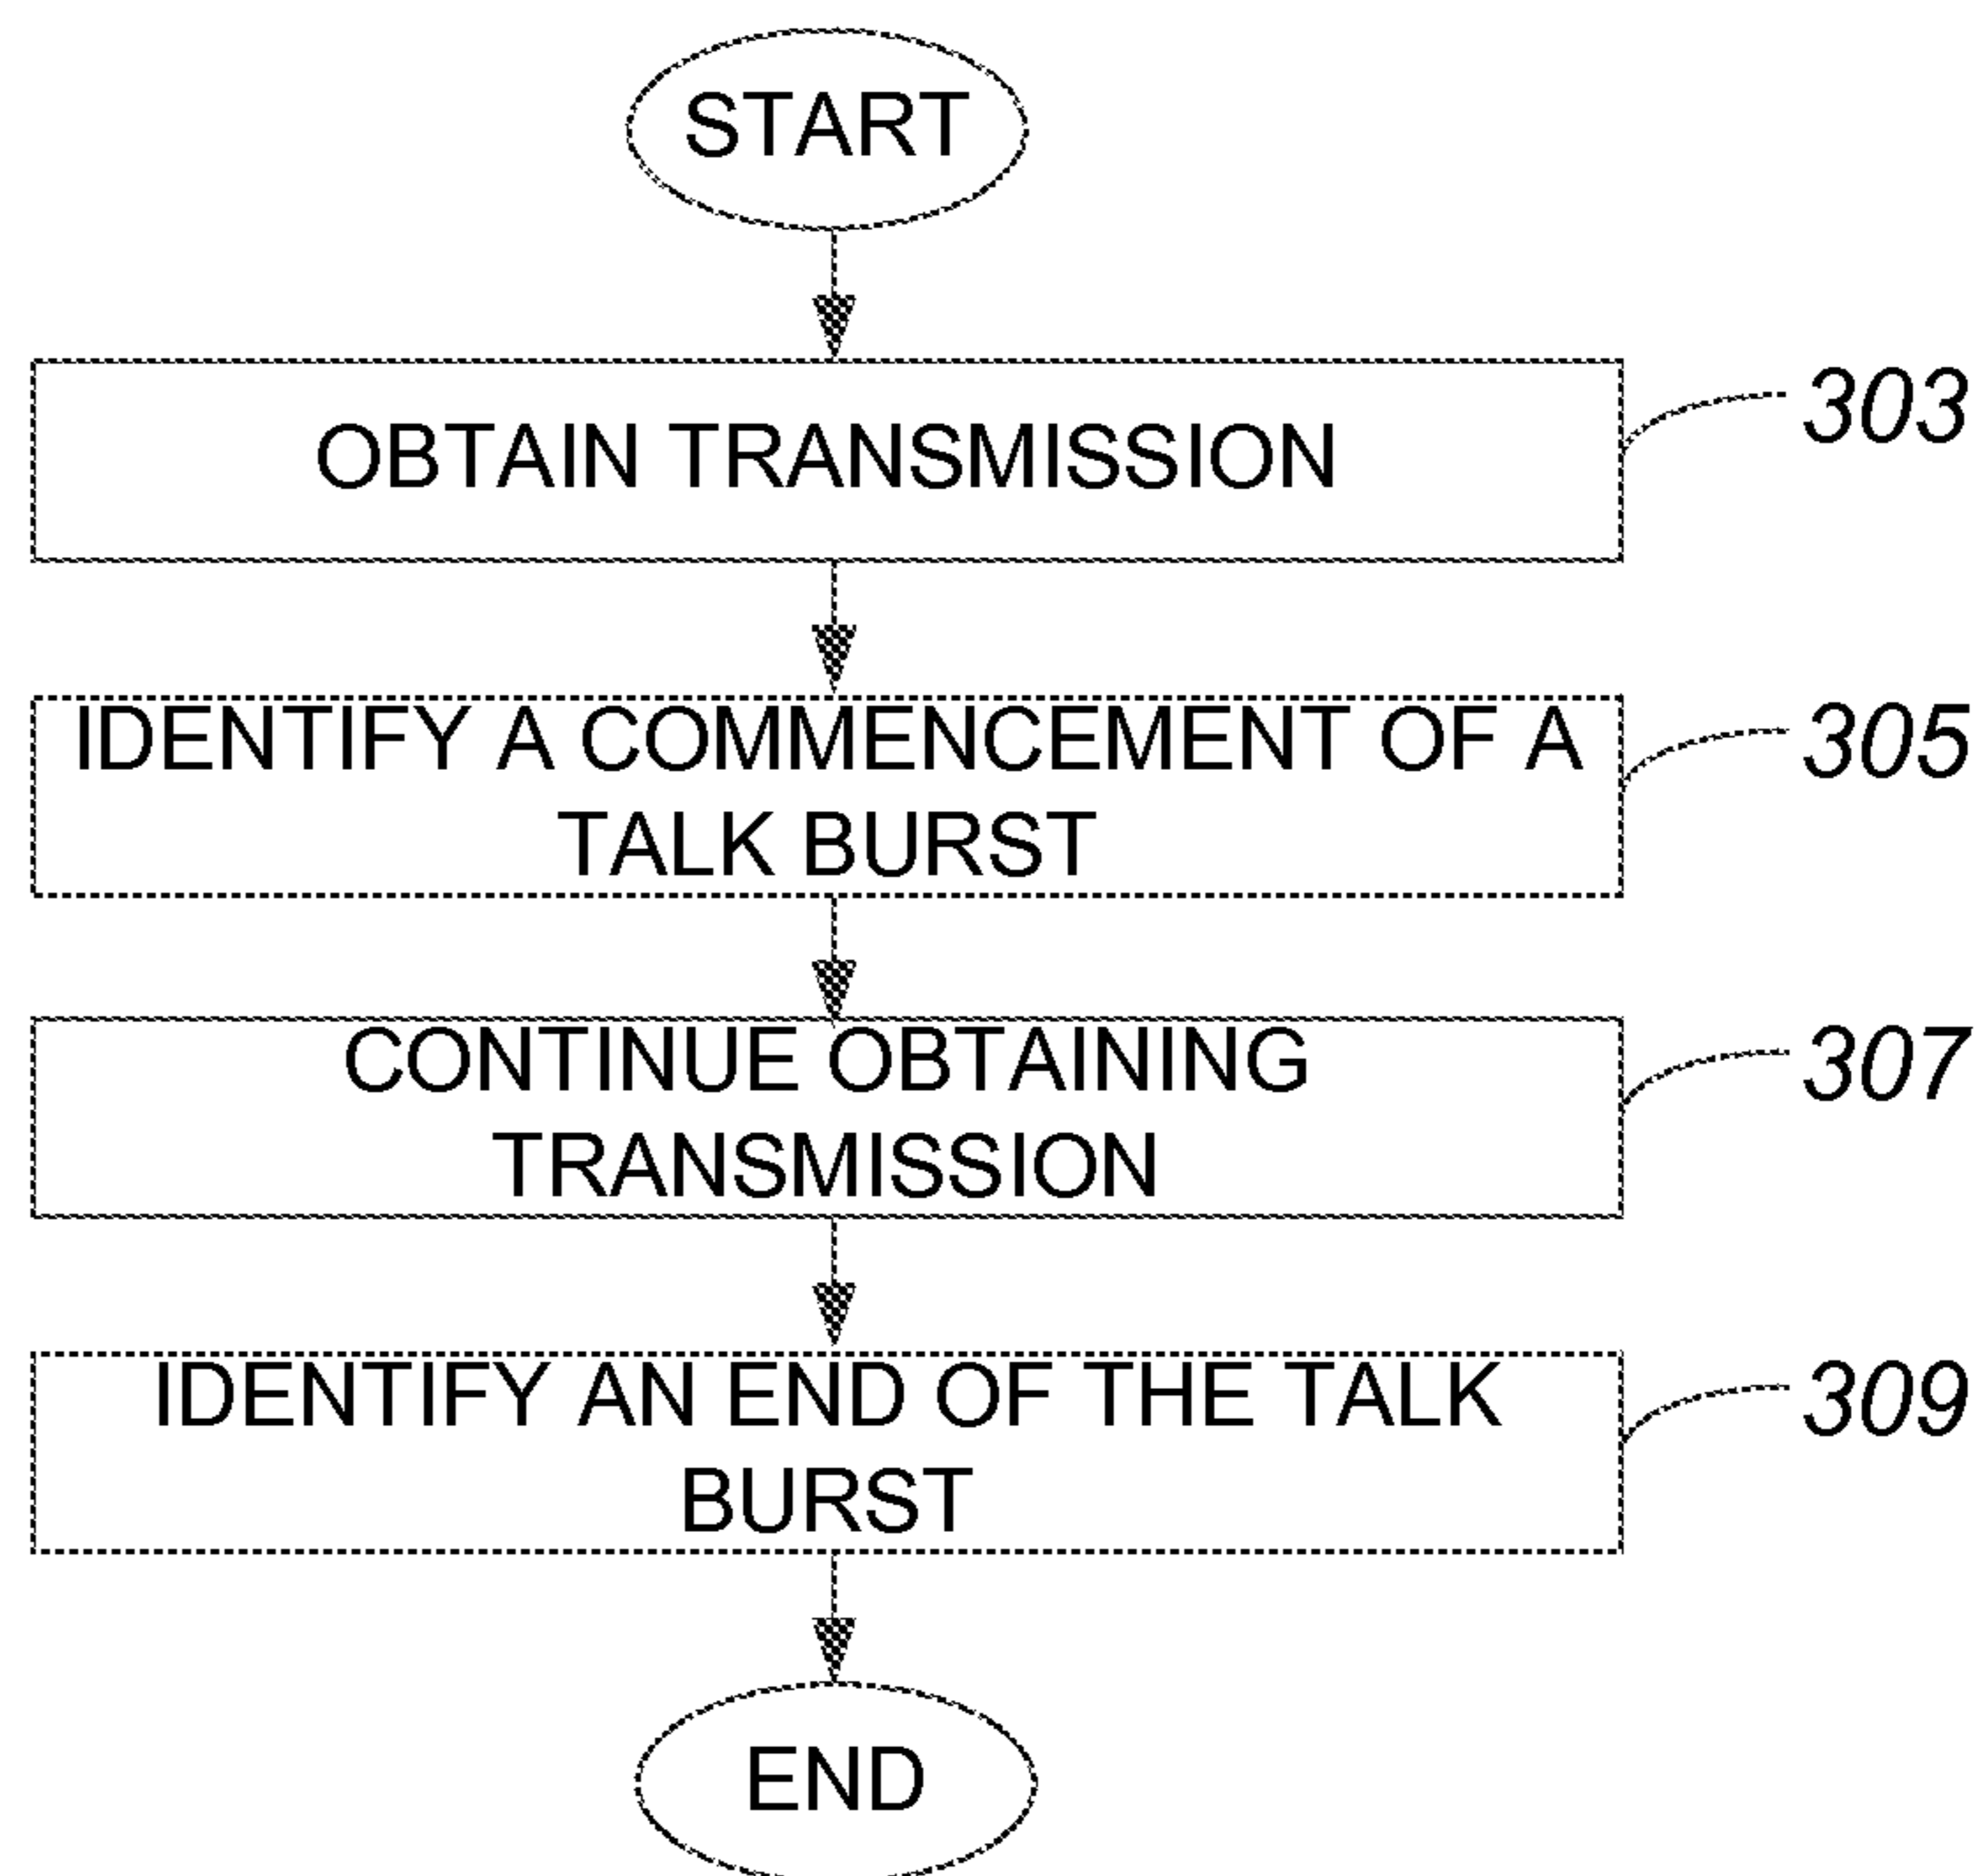 START
OBTAIN TRANSMISSION
303
IDENTIFY A COMMENCEMENT OF A
TALK BURST
305
CONTINUE OBTAINING
TRANSMISSION
307
IDENTIFY AN END OF THE TALK
BURST
309
END